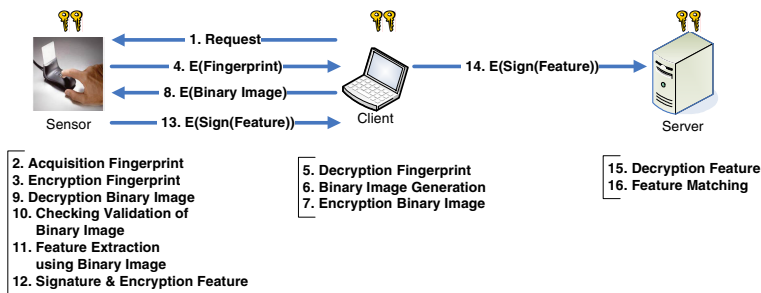 1. Request
4. E(Fingerprint)
8. E(Binary Image)
13. E(Sign(Feature))
14. E(Sign(Feature))
Sensor
Client
Server
2. Acquisition Fingerprint
3. Encryption Fingerprint
9. Decryption Binary Image
10. Checking Validation of
Binary Image
11. Feature Extraction
using Binary Image
12. Signature & Encryption Feature
5. Decryption Fingerprint
6. Binary Image Generation
7. Encryption Binary Image
15. Decryption Feature
16. Feature Matching